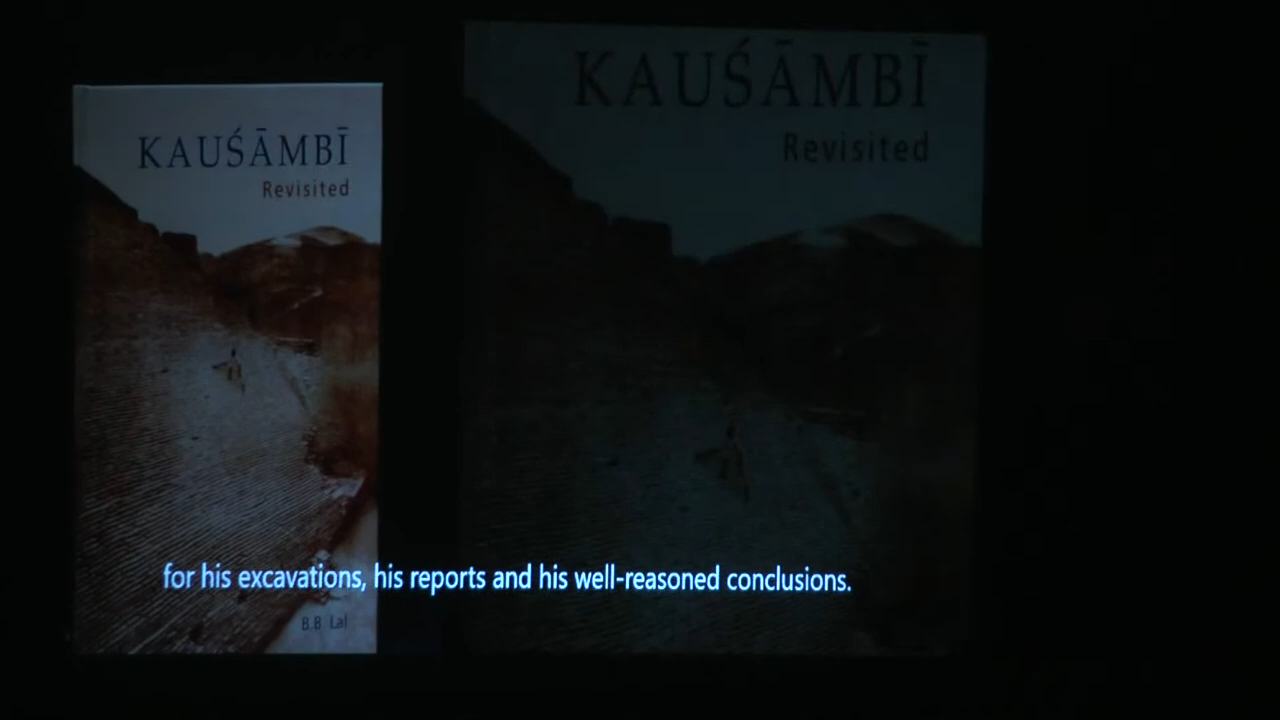 KAUŚĀMBĪ
Revisited
B.B. Lal
KAUŚĀMBĪ
Revisited
for his excavations, his reports and his well-reasoned conclusions.